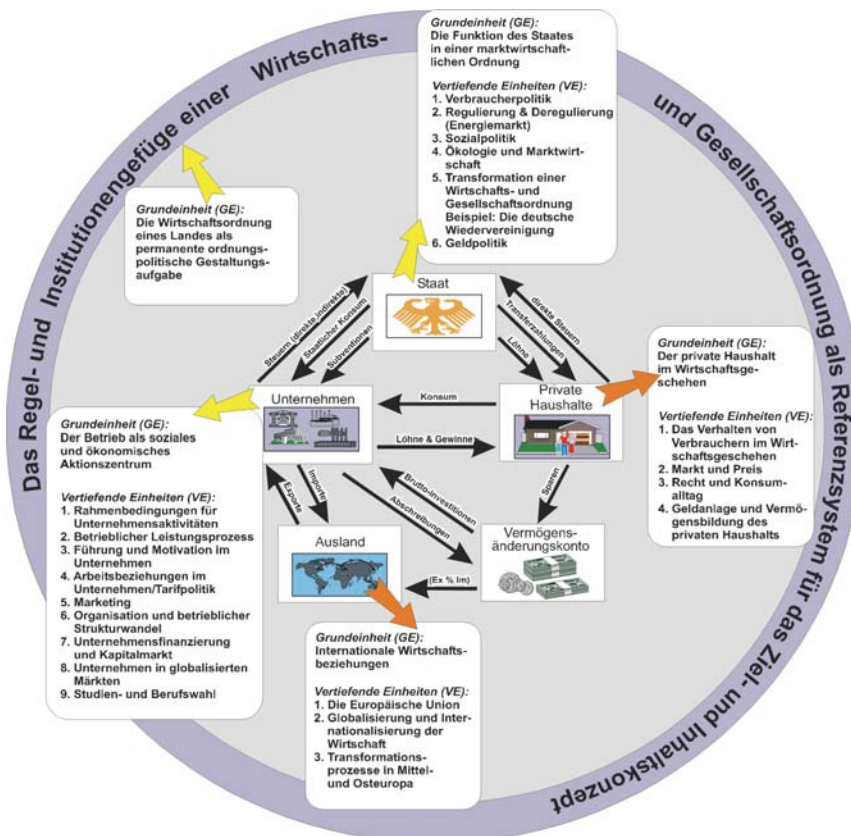 Das Regel- und Institutionengefüge einer Wirtschafts-
und Gesellschaftsordnung als Referenzsystem für das Ziel- und Inhaltskonzept
Grundeinheit (GE):
Die Funktion des Staates
in einer marktwirtschaft-
lichen Ordnung
Vertiefende Einheiten (VE):
1. Verbraucherpolitik
2. Regulierung & Deregulierung
(Energiemarkt)
3. Sozialpolitik
4. Ökologie und Marktwirt-
schaft
5. Transformation einer
Wirtschafts- und
Gesellschaftsordnung
Beispiel: Die deutsche
Wiedervereinigung
6. Geldpolitik
Grundeinheit (GE):
Die Wirtschaftsordnung
eines Landes als
permanente ordnungs-
politische Gestaltungs-
aufgabe
Staat
Steuern (direkte,indirekte)
Staatlicher Konsum
Subventionen
direkte Steuern
Transferzahlungen
Löhne
Grundeinheit (GE):
Der private Haushalt
im Wirtschaftsge-
schehen
Vertiefende Einheiten (VE):
1. Das Verhalten von
Verbrauchern im Wirt-
schaftsgeschehen
2. Markt und Preis
3. Recht und Konsum-
alltag
4. Geldanlage und Vermö-
gensbildung des
privaten Haushalts
Unternehmen
Konsum
Private
Haushalte
Löhne & Gewinne
Grundeinheit (GE):
Der Betrieb als soziales
und ökonomisches
Aktionszentrum
Vertiefende Einheiten (VE):
1. Rahmenbedingungen für
Unternehmensaktivitäten
2. Betrieblicher Leistungsprozess
3. Führung und Motivation im
Unternehmen
4. Arbeitsbeziehungen im
Unternehmen/Tarifpolitik
5. Marketing
6. Organisation und betrieblicher
Strukturwandel
7. Unternehmensfinanzierung
und Kapitalmarkt
8. Unternehmen in globalisierten
Märkten
9. Studien- und Berufswahl
Exporte
Importe
Brutto-Investitionen
Abschreibungen
Sparen
Ausland
Vermögens-
änderungskonto
(Ex % Im)
Grundeinheit (GE):
Internationale Wirtschafts-
beziehungen
Vertiefende Einheiten (VE):
1. Die Europäische Union
2. Globalisierung und Inter-
nationalisierung der
Wirtschaft
3. Transformations-
prozesse in Mittel-
und Osteuropa